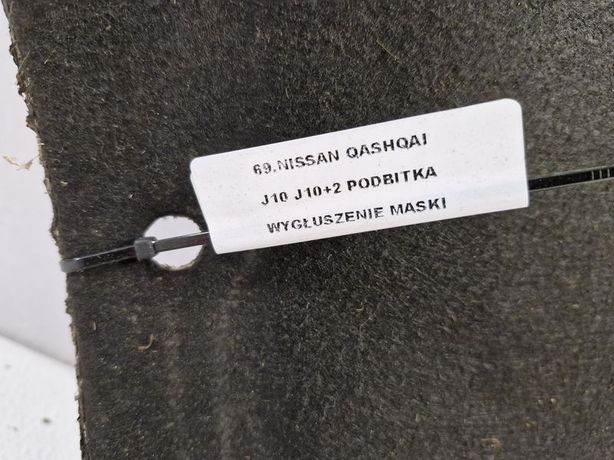 69.NISSAN QASHQAI
J10 J10+2 PODBITKA
WYGŁUSZENIE MASKI